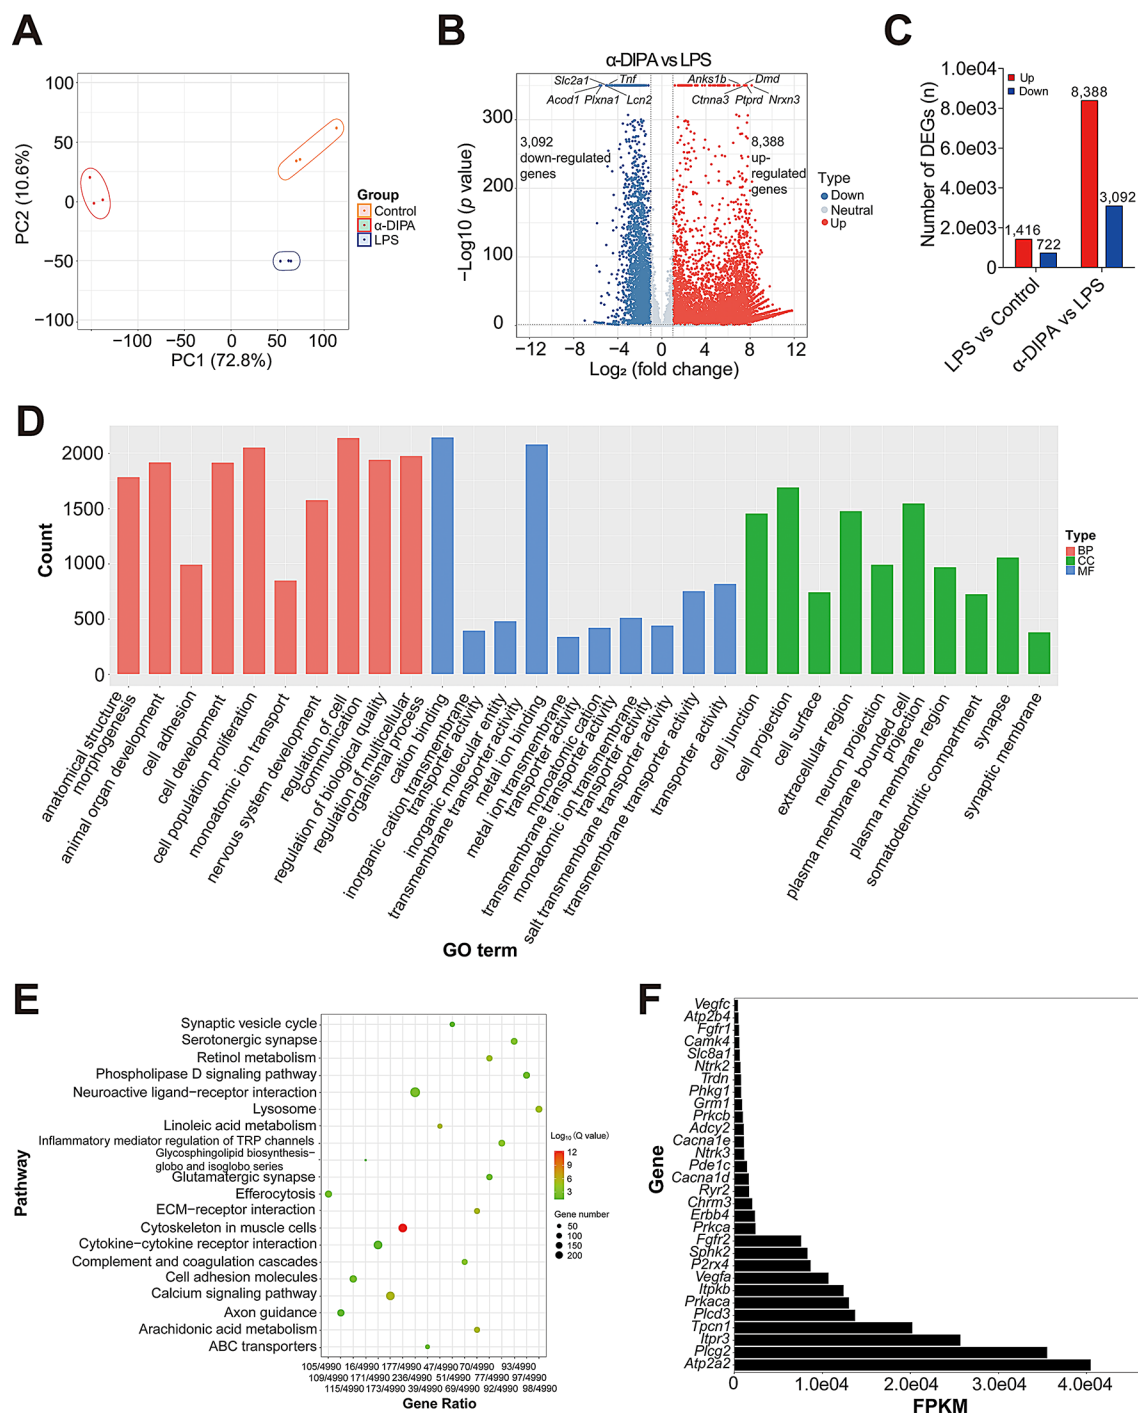 A
100
50
0
−50
−100
PC2 (10.6%)
−100
−50
0
50
100
PC1 (72.8%)
Group
Control
α-DIPA
LPS
B
α-DIPA vs LPS
Slc2a1
Tnf
Anks1b
Dmd
Acod1
Plxna1
Lcn2
Ctnna3
Ptprd
Nrxn3
3,092
down-regulated
genes
8,388
up-
regulated
genes
300
200
100
0
−Log10 (p value)
−12
−8
−4
0
4
8
12
Log₂ (fold change)
Type
Down
Neutral
Up
C
1.0e04
8.0e03
6.0e03
4.0e03
2.0e03
0
Number of DEGs (n)
Up
Down
8,388
3,092
1,416
722
LPS vs Control
α-DIPA vs LPS
D
2000
1500
1000
500
0
Count
Type
BP
CC
MF
anatomical structure
morphogenesis
animal organ development
cell adhesion
cell development
cell population proliferation
monoatomic ion transport
nervous system development
regulation of cell
communication
regulation of biological quality
regulation of multicellular
organismal process
cation binding
inorganic cation transmembrane
transporter activity
inorganic molecular entity
transmembrane transporter activity
metal ion binding
metal ion transmembrane
transporter activity
monoatomic cation
transmembrane transporter activity
monoatomic ion transmembrane
transporter activity
salt transmembrane transporter activity
transmembrane transporter activity
transporter activity
cell junction
cell projection
cell surface
extracellular region
neuron projection
plasma membrane bounded cell
projection
plasma membrane region
somatodendritic compartment
synapse
synaptic membrane
GO term
E
Pathway
Synaptic vesicle cycle
Serotonergic synapse
Retinol metabolism
Phospholipase D signaling pathway
Neuroactive ligand−receptor interaction
Lysosome
Linoleic acid metabolism
Inflammatory mediator regulation of TRP channels
Glycosphingolipid biosynthesis−
globo and isoglobo series
Glutamatergic synapse
Efferocytosis
ECM−receptor interaction
Cytoskeleton in muscle cells
Cytokine−cytokine receptor interaction
Complement and coagulation cascades
Cell adhesion molecules
Calcium signaling pathway
Axon guidance
Arachidonic acid metabolism
ABC transporters
105/4990 16/4990 177/4990 47/4990 70/4990 93/4990
109/4990 171/4990 236/4990 51/4990 77/4990 97/4990
115/4990 173/4990 39/4990 69/4990 92/4990 98/4990
Gene Ratio
Log₁₀ (Q value)
12
9
6
3
Gene number
50
100
150
200
F
Gene
Vegfc
Atp2b4
Fgfr1
Camk4
Slc8a1
Ntrk2
Trdn
Phkg1
Grm1
Prkcb
Adcy2
Cacna1e
Ntrk3
Pde1c
Cacna1d
Ryr2
Chrm3
Erbb4
Prkca
Fgfr2
Sphk2
P2rx4
Vegfa
Itpkb
Prkaca
Plcd3
Tpcn1
Itpr3
Plcg2
Atp2a2
0
1.0e04
2.0e04
3.0e04
4.0e04
FPKM